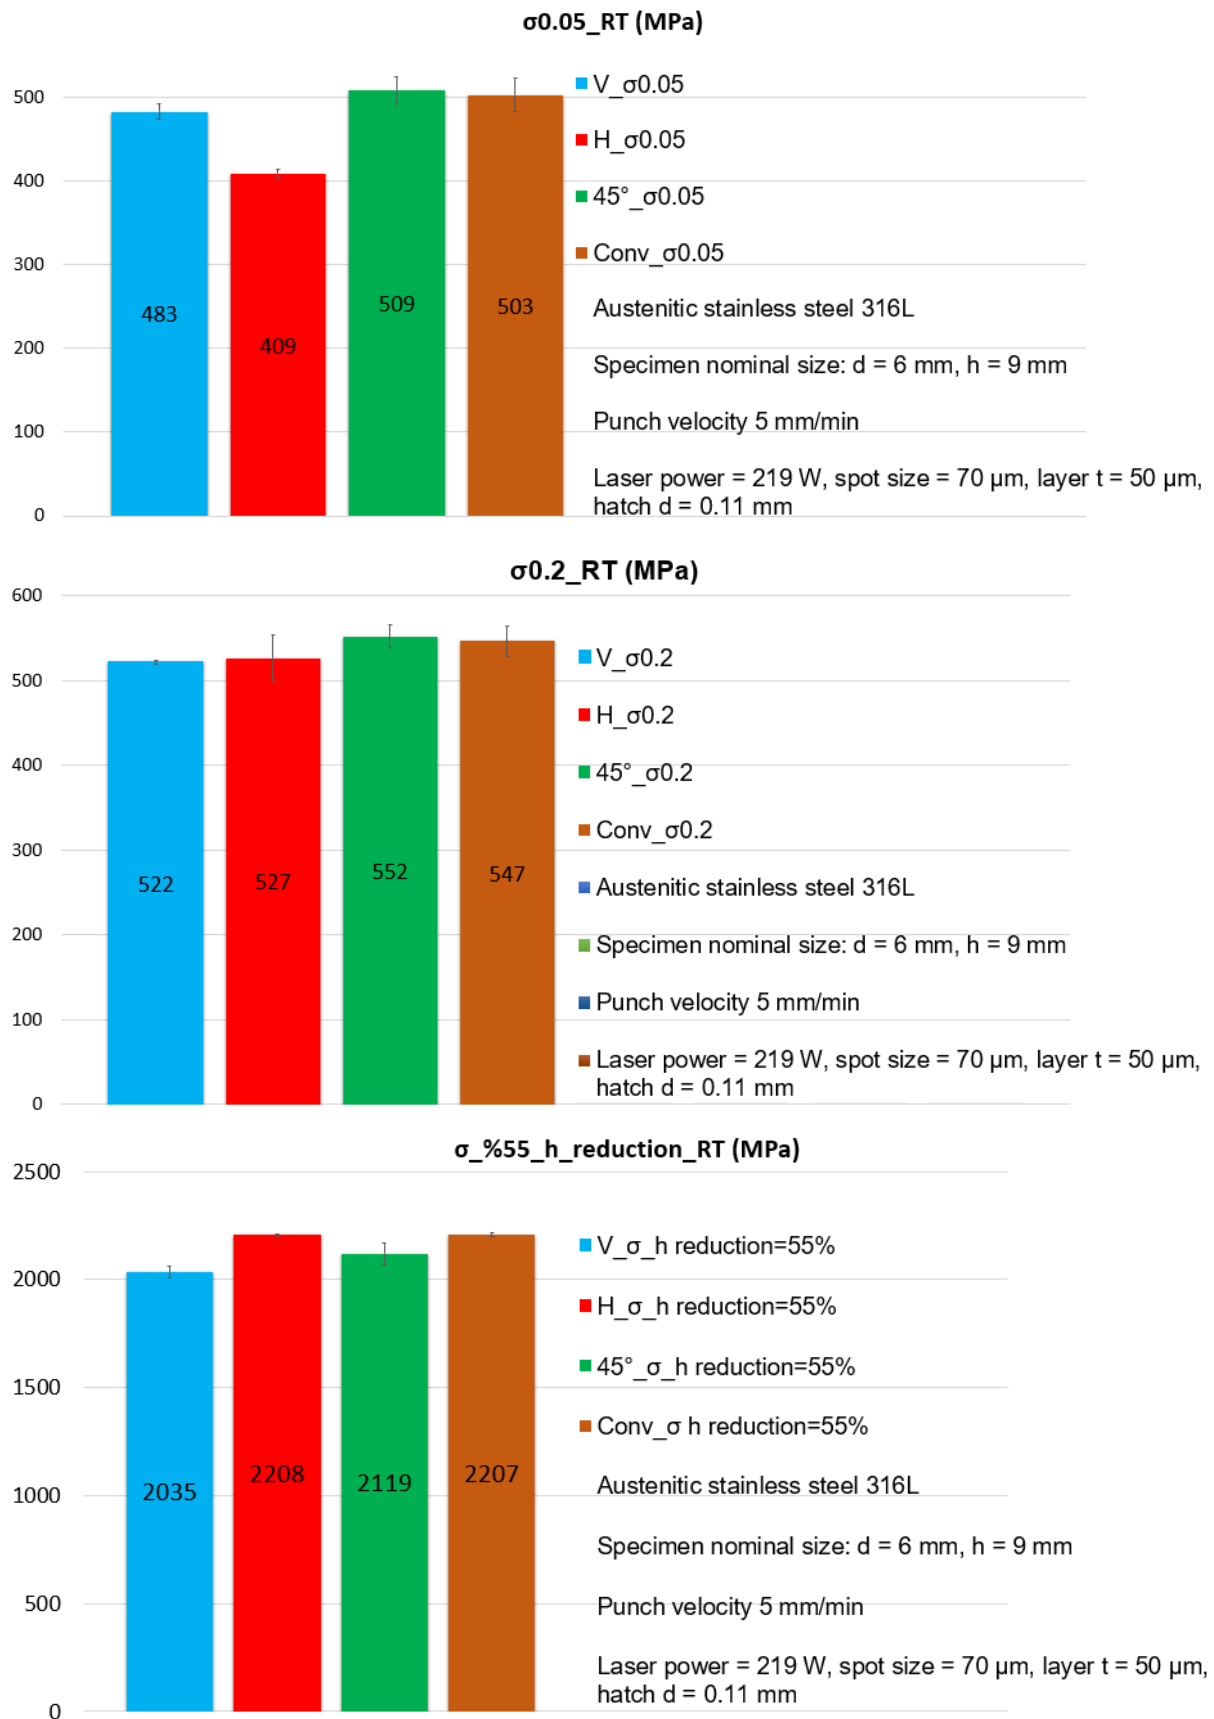 σ0.05_RT (MPa)
500
400
300
200
100
0
483
409
509
503
V_σ0.05
H_σ0.05
45°_σ0.05
Conv_σ0.05
Austenitic stainless steel 316L
Specimen nominal size: d = 6 mm, h = 9 mm
Punch velocity 5 mm/min
Laser power = 219 W, spot size = 70 µm, layer t = 50 µm,
hatch d = 0.11 mm
σ0.2_RT (MPa)
600
500
400
300
200
100
0
522
527
552
547
V_σ0.2
H_σ0.2
45°_σ0.2
Conv_σ0.2
Austenitic stainless steel 316L
Specimen nominal size: d = 6 mm, h = 9 mm
Punch velocity 5 mm/min
Laser power = 219 W, spot size = 70 µm, layer t = 50 µm,
hatch d = 0.11 mm
σ_%55_h_reduction_RT (MPa)
2500
2000
1500
1000
500
0
2035
2208
2119
2207
V_σ_h reduction=55%
H_σ_h reduction=55%
45°_σ_h reduction=55%
Conv_σ h reduction=55%
Austenitic stainless steel 316L
Specimen nominal size: d = 6 mm, h = 9 mm
Punch velocity 5 mm/min
Laser power = 219 W, spot size = 70 µm, layer t = 50 µm,
hatch d = 0.11 mm